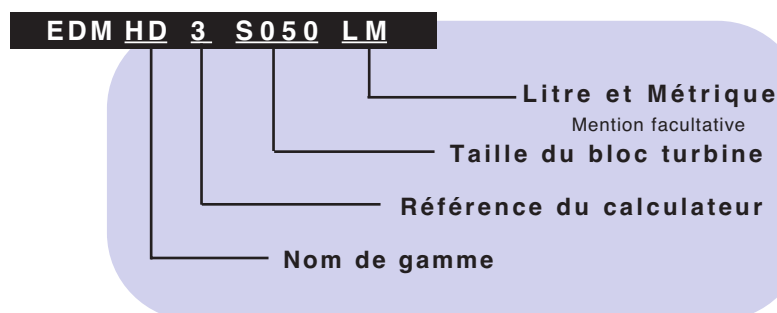 EDM HD 3 S050 LM
Litre et Métrique
Mention facultative
Taille du bloc turbine
Référence du calculateur
Nom de gamme